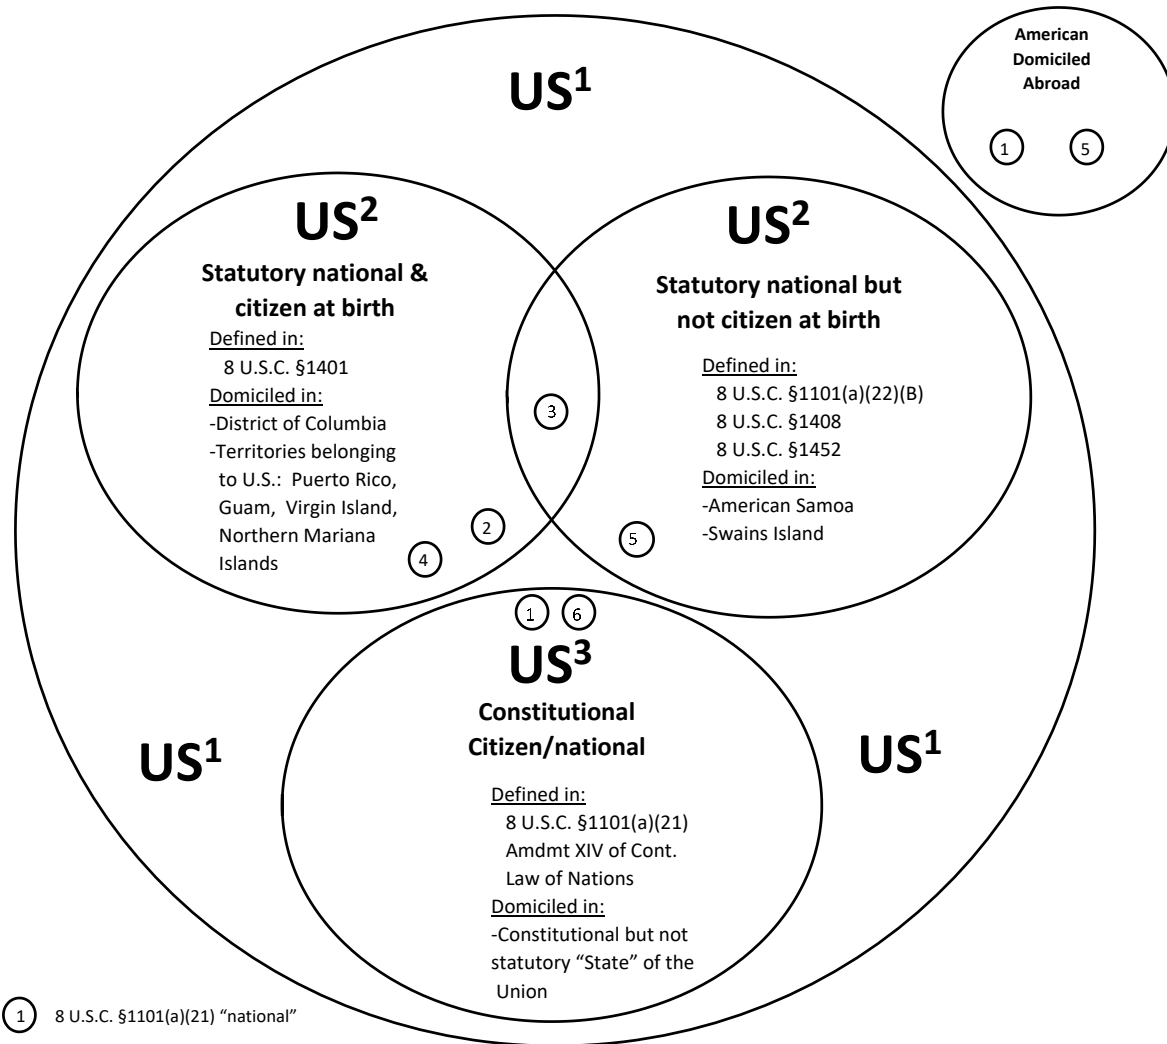 American
Domiciled
Abroad
1 5
US¹
US²
Statutory national &
citizen at birth
Defined in:
8 U.S.C. §1401
Domiciled in:
-District of Columbia
-Territories belonging
to U.S.: Puerto Rico,
Guam, Virgin Island,
Northern Mariana
Islands
2
4
3
US²
Statutory national but
not citizen at birth
Defined in:
8 U.S.C. §1101(a)(22)(B)
8 U.S.C. §1408
8 U.S.C. §1452
Domiciled in:
-American Samoa
-Swains Island
5
1 6
US³
Constitutional
Citizen/national
Defined in:
8 U.S.C. §1101(a)(21)
Amdmt XIV of Cont.
Law of Nations
Domiciled in:
-Constitutional but not
statutory “State” of the
Union
US¹
US¹
1 8 U.S.C. §1101(a)(21) “national”